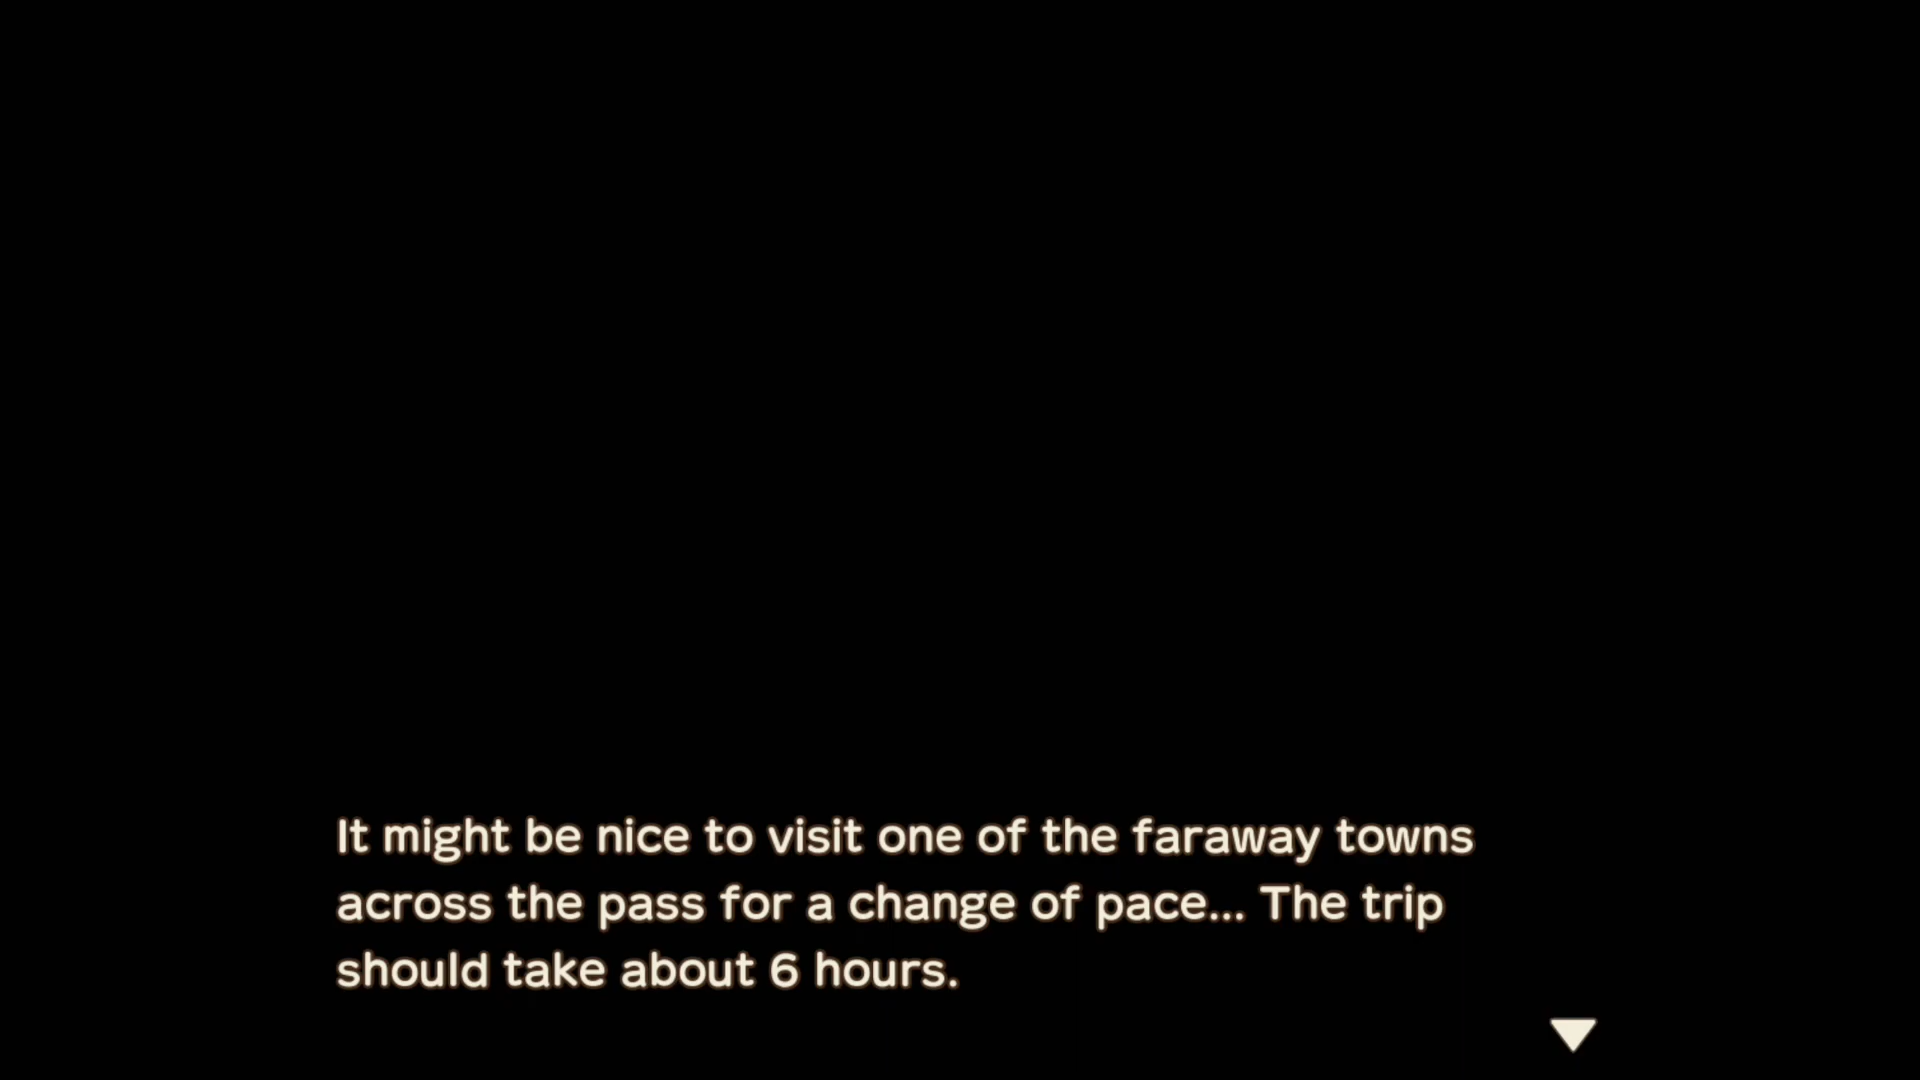 It might be nice to visit one of the faraway towns
across the pass for a change of pace... The trip
should take about 6 hours.